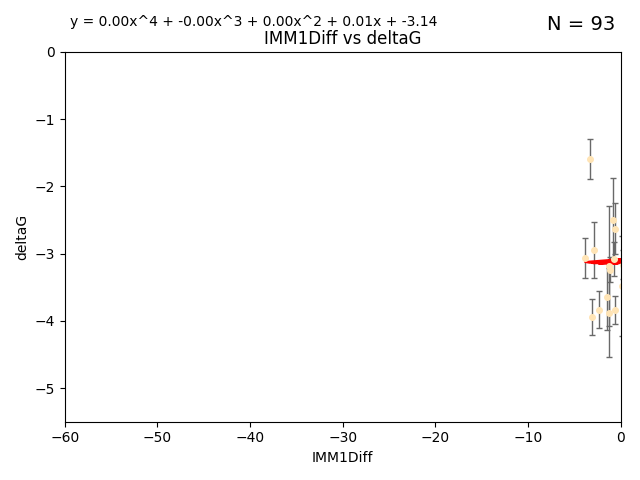 y = 0.00x^4 + -0.00x^3 + 0.00x^2 + 0.01x + -3.14
N = 93
IMM1Diff vs deltaG
0
−1
−2
−3
−4
−5
deltaG
−60
−50
−40
−30
−20
−10
0
IMM1Diff